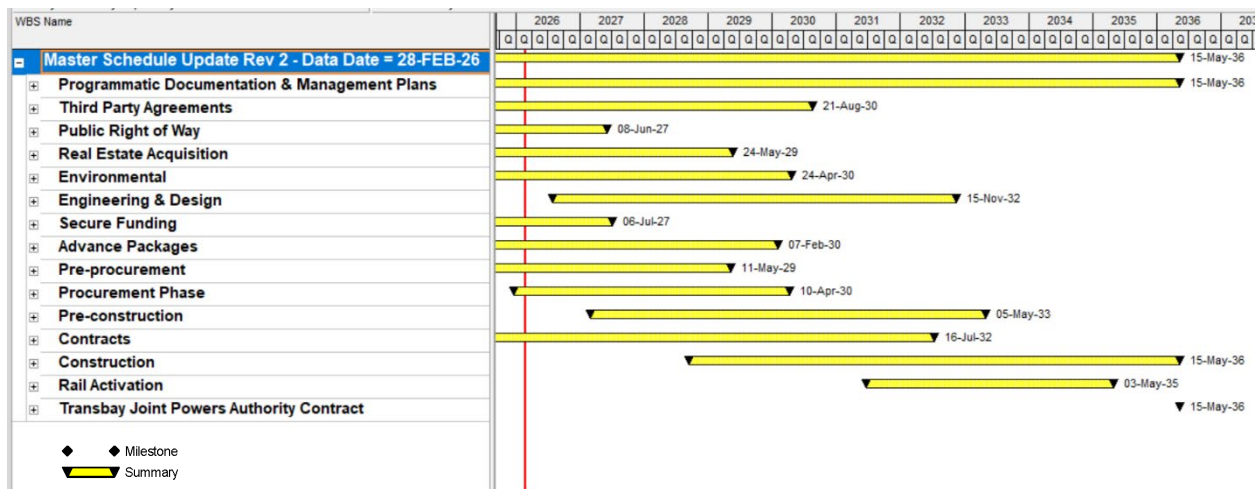 WBS Name
2026 2027 2028 2029 2030 2031 2032 2033 2034 2035 2036
Q Q Q Q Q Q Q Q Q Q Q Q Q Q Q Q Q Q Q Q Q Q Q Q Q Q Q Q Q Q Q Q Q Q Q Q Q Q Q Q Q Q Q Q Q Q Q
Master Schedule Update Rev 2 - Data Date = 28-FEB-26 15-May-36
Programmatic Documentation & Management Plans 15-May-36
Third Party Agreements 21-Aug-30
Public Right of Way 08-Jun-27
Real Estate Acquisition 24-May-29
Environmental 24-Apr-30
Engineering & Design 15-Nov-32
Secure Funding 06-Jul-27
Advance Packages 07-Feb-30
Pre-procurement 11-May-29
Procurement Phase 10-Apr-30
Pre-construction 05-May-33
Contracts 16-Jul-32
Construction 15-May-36
Rail Activation 03-May-35
Transbay Joint Powers Authority Contract 15-May-36
Milestone
Summary